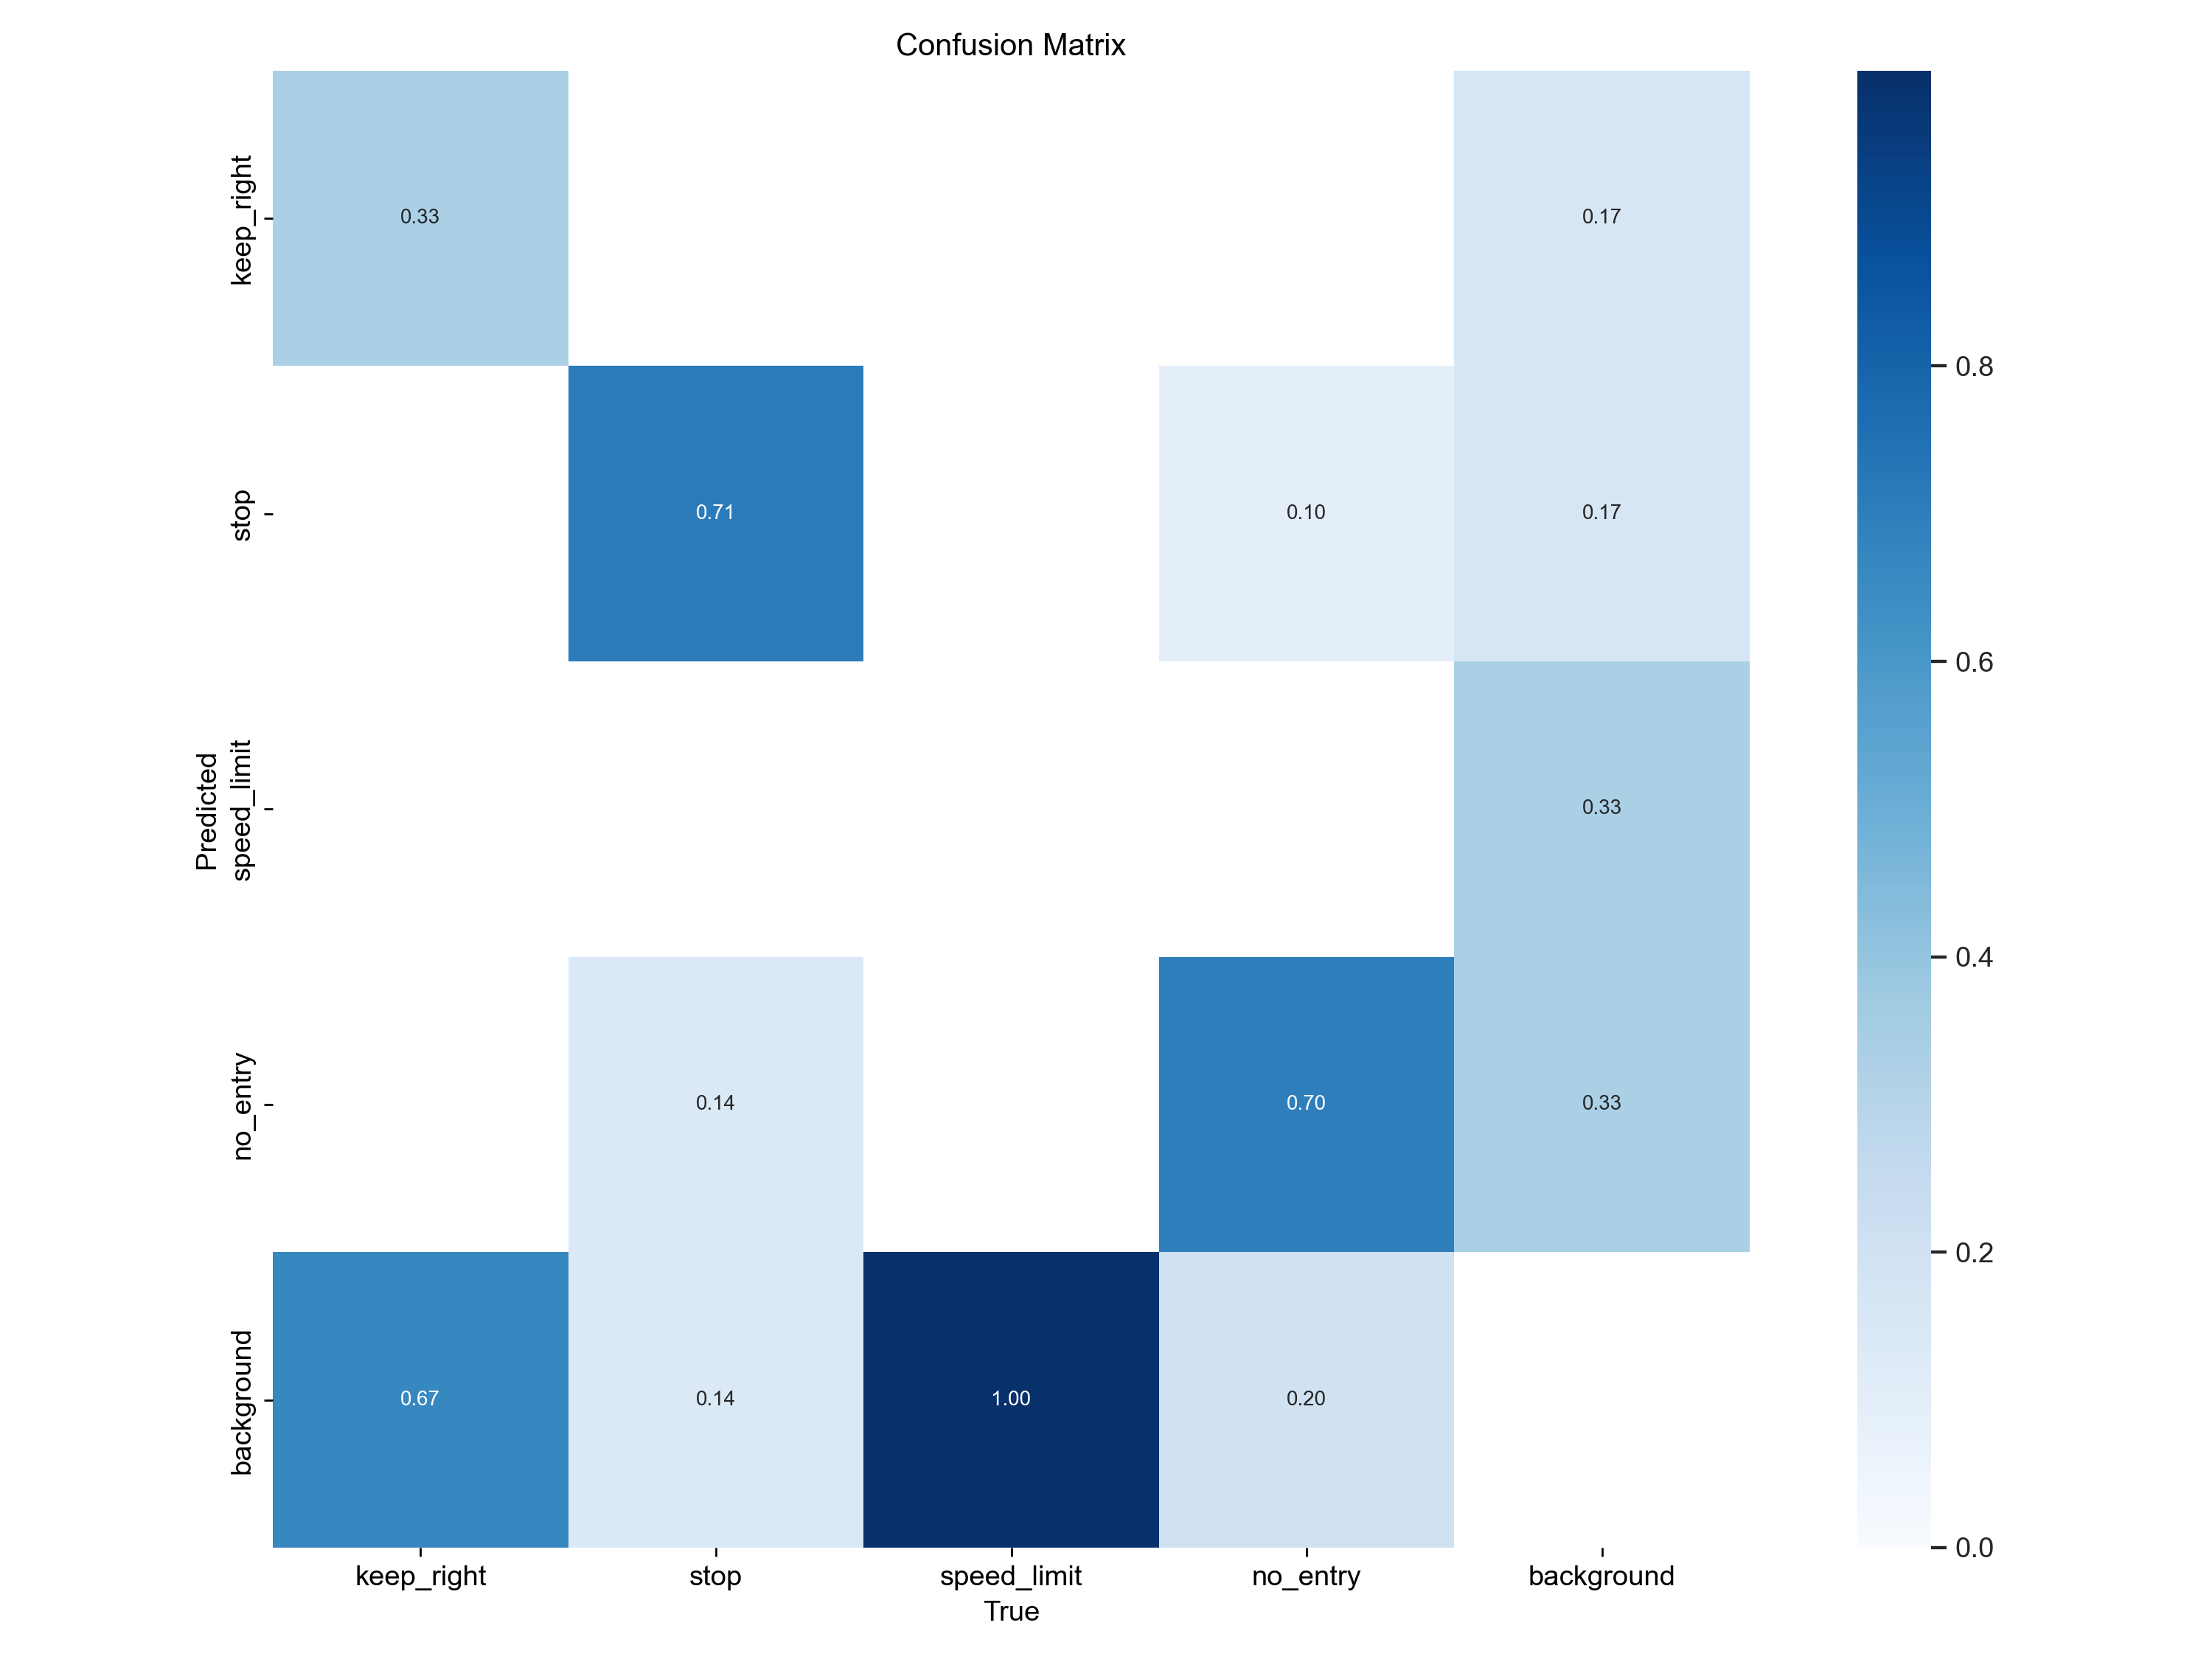 Confusion Matrix
keep_right
0.33
0.17
stop
0.71
0.10
0.17
Predicted
speed_limit
0.33
no_entry
0.14
0.70
0.33
background
0.67
0.14
1.00
0.20
keep_right
stop
speed_limit
no_entry
background
True
0.8
0.6
0.4
0.2
0.0